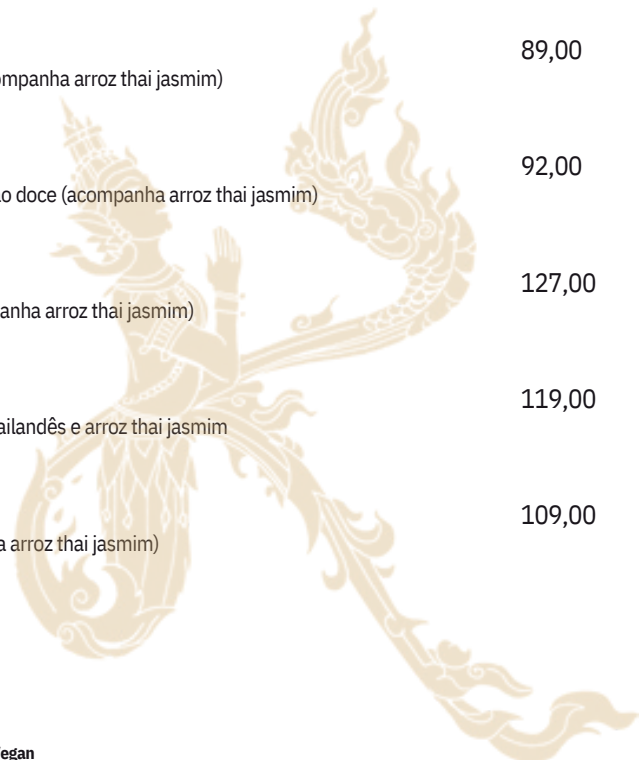 89,00
ompanha arroz thai jasmim)
92,00
o doce (acompanha arroz thai jasmim)
127,00
anha arroz thai jasmim)
119,00
ailandês e arroz thai jasmim
109,00
a arroz thai jasmim)
egan